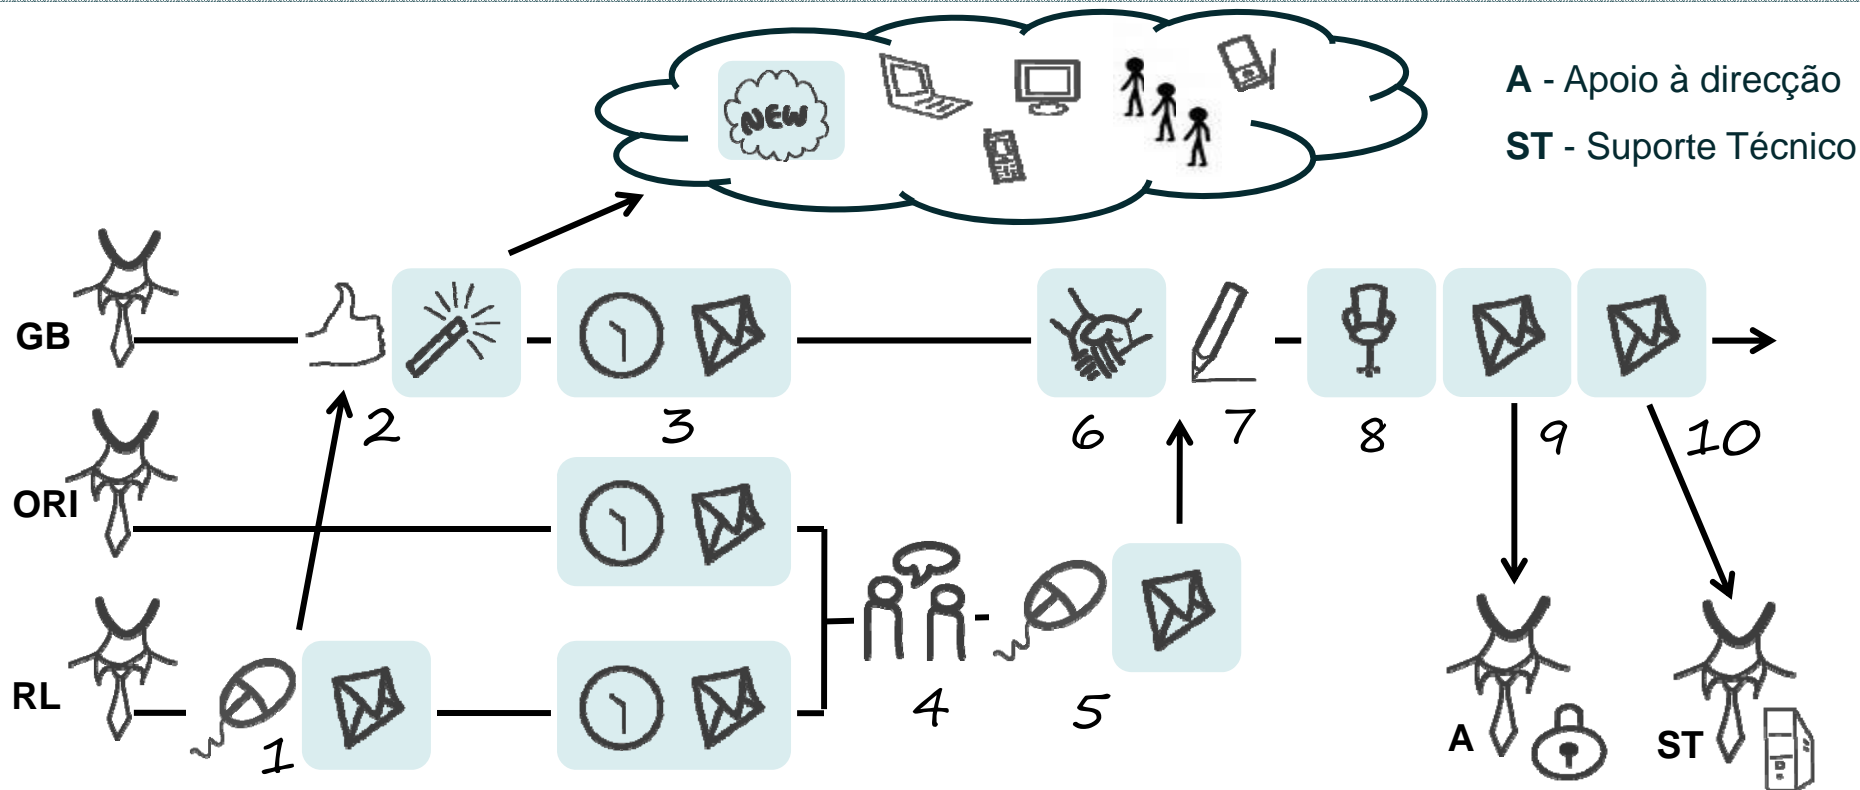 NEW
A - Apoio à direcção
ST - Suporte Técnico
GB
2
3
6
7
8
9
10
ORI
RL
1
4
5
A
ST